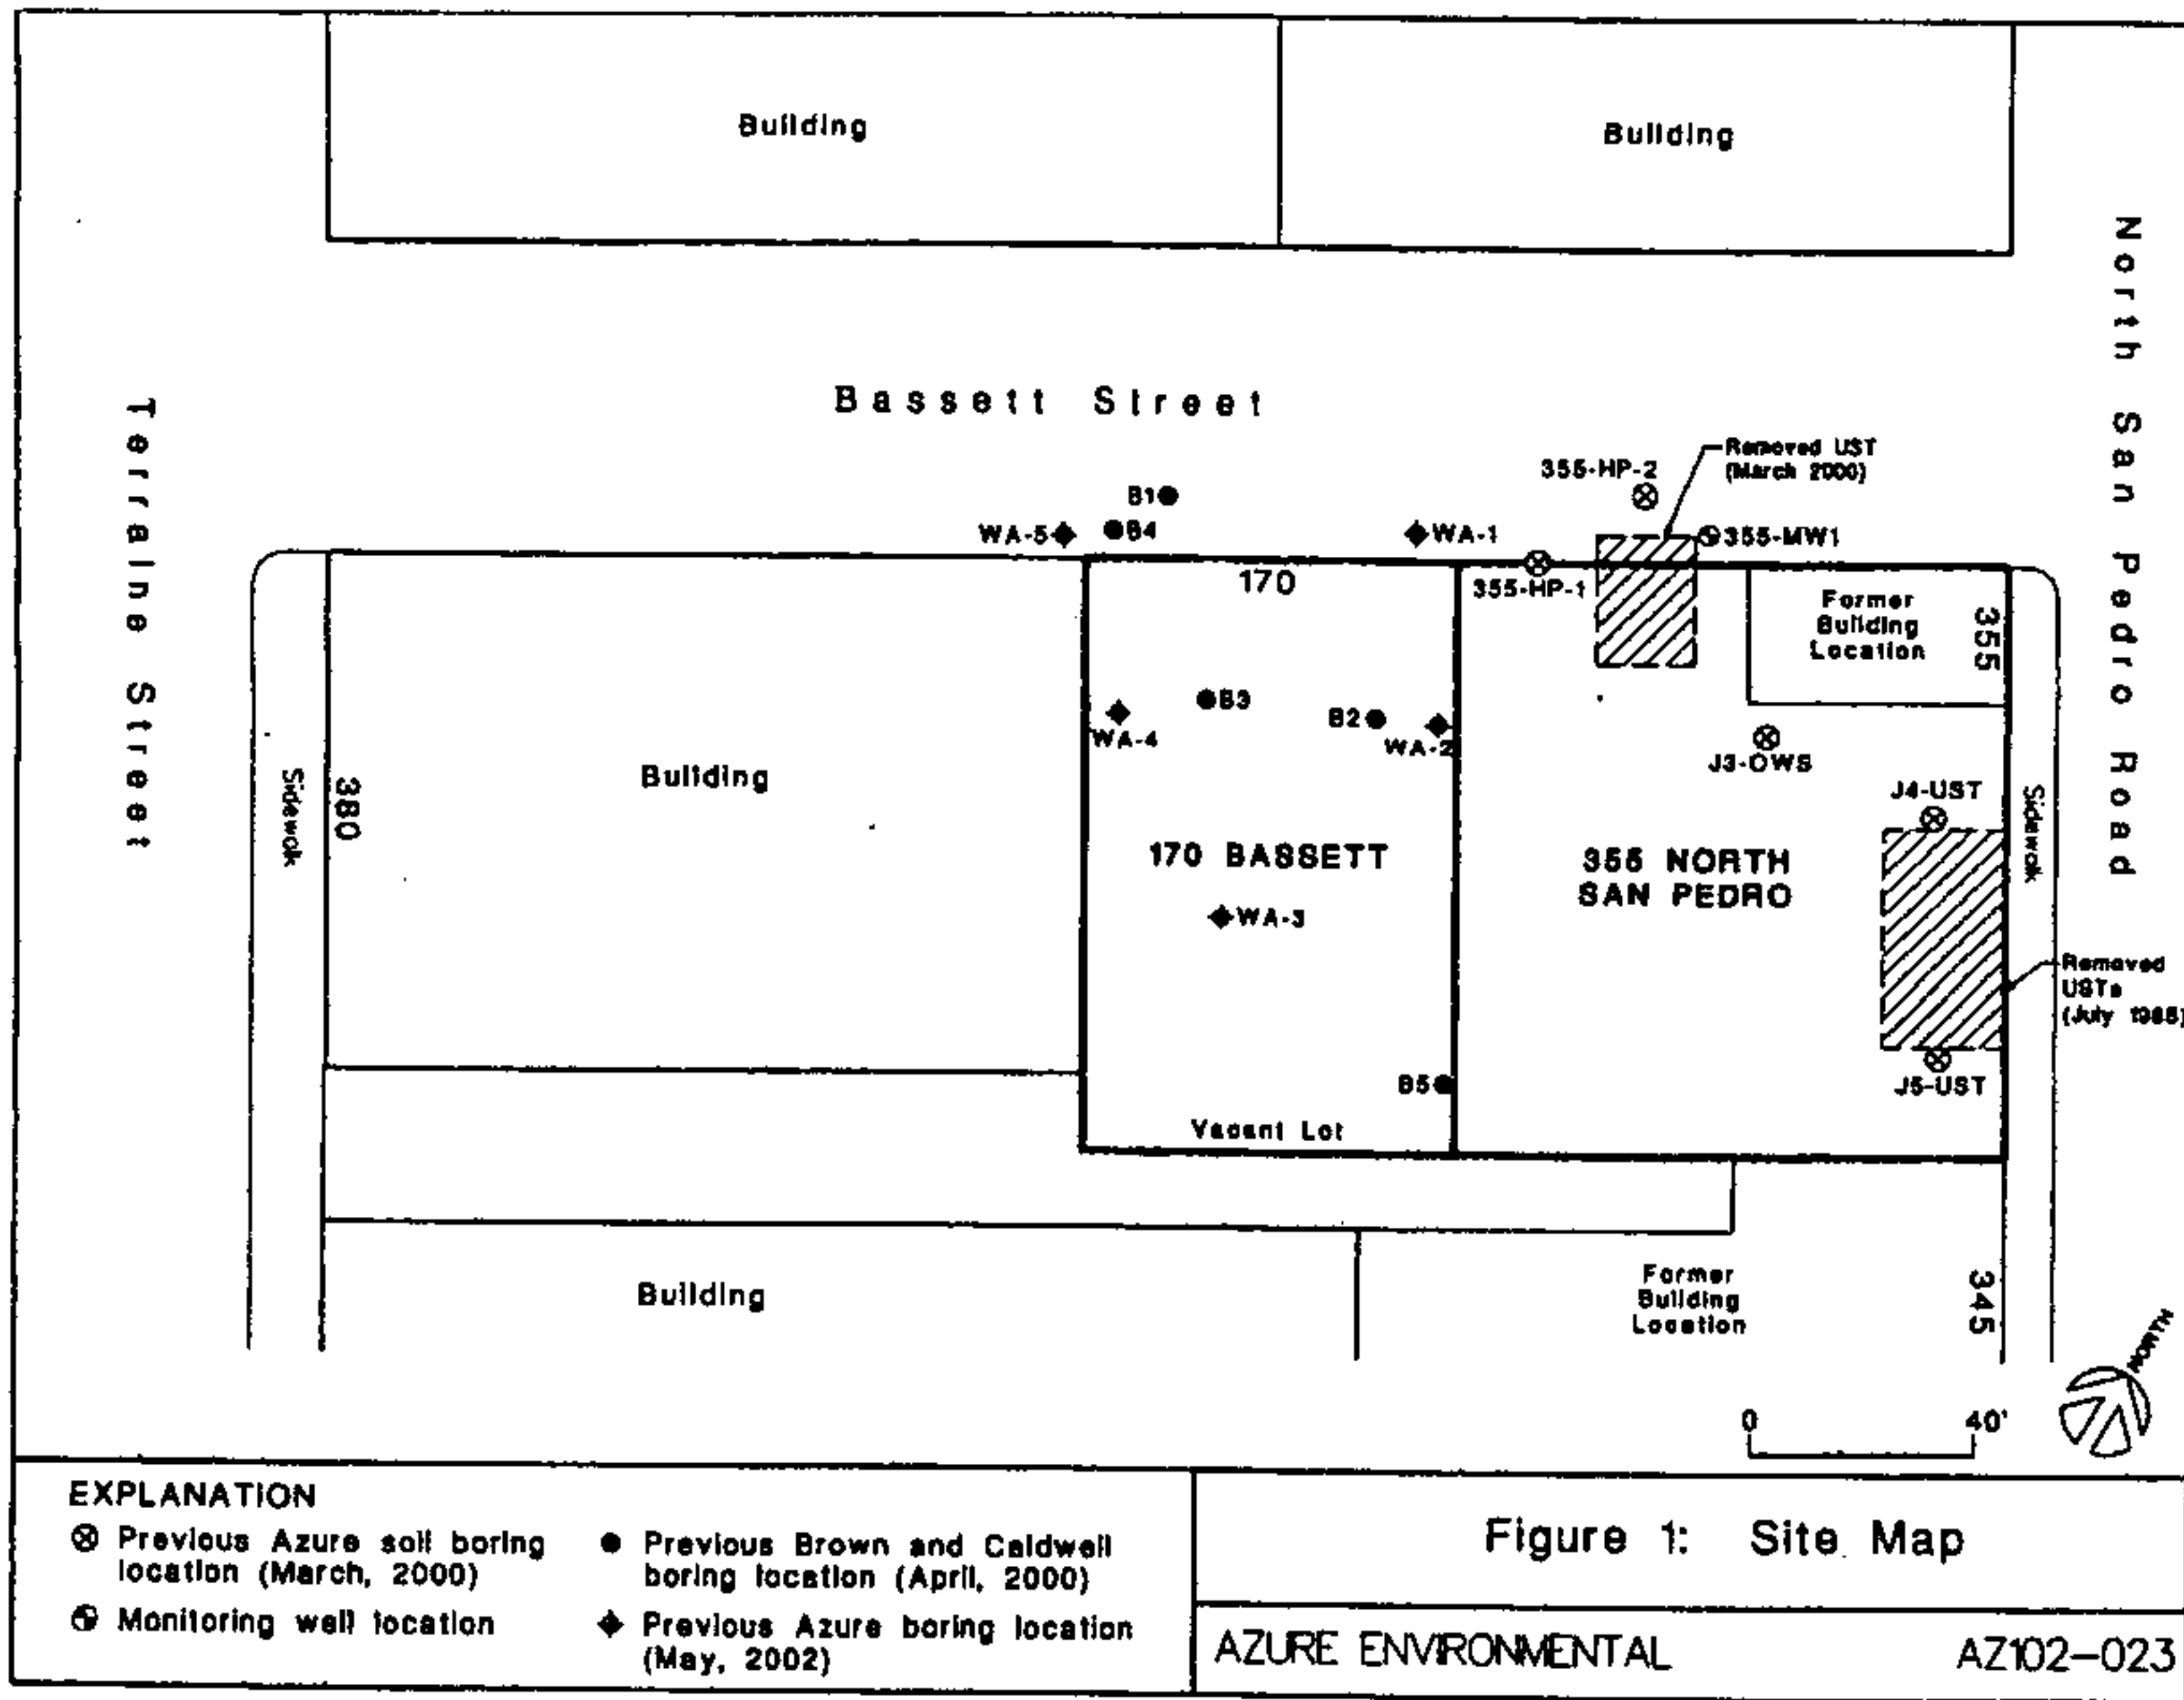 Building
Building
North San Pedro Road
Bassett Street
Terraine Street
Removed UST
(March 2000)
355-HP-2
B1
B4
WA-5
WA-1
355-MW1
170
355-HP-1
Former
Building
Location
355
B3
B2
WA-4
WA-2
J3-OWS
Sidewalk
380
Building
J4-UST
Sidewalk
170 BASSETT
355 NORTH
SAN PEDRO
WA-3
Removed
USTs
(July 1985)
B5
J5-UST
Vacant Lot
Building
Former
Building
Location
345
NORTH
0 40'
EXPLANATION
Previous Azure soil boring
location (March, 2000)
Monitoring well location
Previous Brown and Caldwell
boring location (April, 2000)
Previous Azure boring location
(May, 2002)
Figure 1: Site Map
AZURE ENVIRONMENTAL
AZ102-023